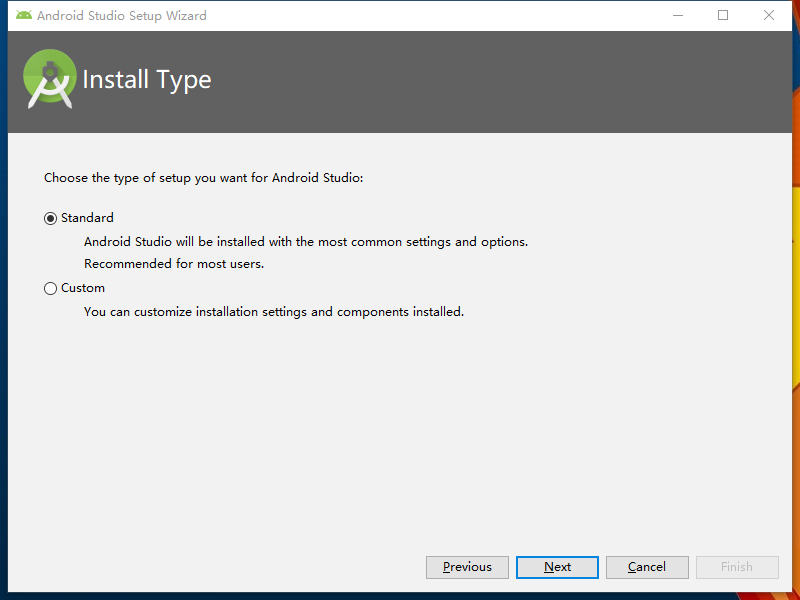 Android Studio Setup Wizard
Install Type
Choose the type of setup you want for Android Studio:
Standard
Android Studio will be installed with the most common settings and options.
Recommended for most users.
Custom
You can customize installation settings and components installed.
Previous Next Cancel Finish